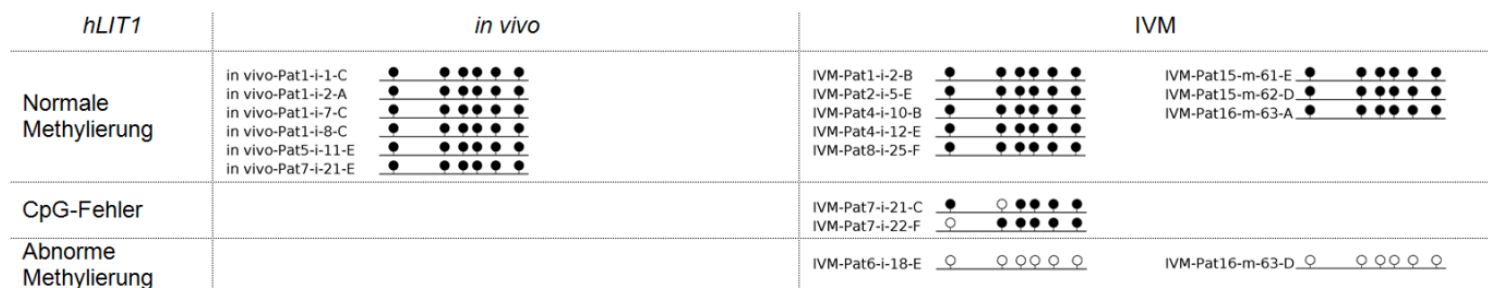 hLIT1 in vivo IVM
Normale
Methylierung
in vivo-Pat1-i-1-C
in vivo-Pat1-i-2-A
in vivo-Pat1-i-7-C
in vivo-Pat1-i-8-C
in vivo-Pat5-i-11-E
in vivo-Pat7-i-21-E
IVM-Pat1-i-2-B
IVM-Pat2-i-5-E
IVM-Pat4-i-10-B
IVM-Pat4-i-12-E
IVM-Pat8-i-25-F
IVM-Pat15-m-61-E
IVM-Pat15-m-62-D
IVM-Pat16-m-63-A
CpG-Fehler
IVM-Pat7-i-21-C
IVM-Pat7-i-22-F
Abnorme
Methylierung
IVM-Pat6-i-18-E
IVM-Pat16-m-63-D